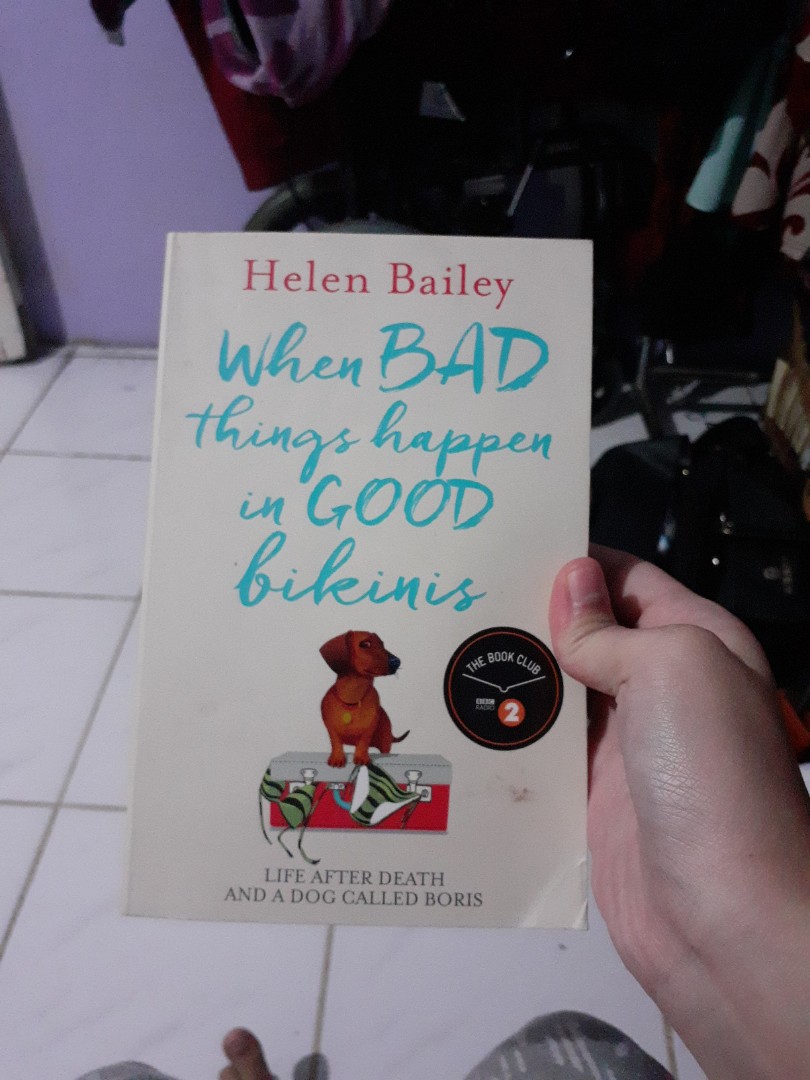 Helen Bailey
When BAD
things happen
in GOOD
bikinis
THE BOOK CLUB
BBC
RADIO
2
LIFE AFTER DEATH
AND A DOG CALLED BORIS